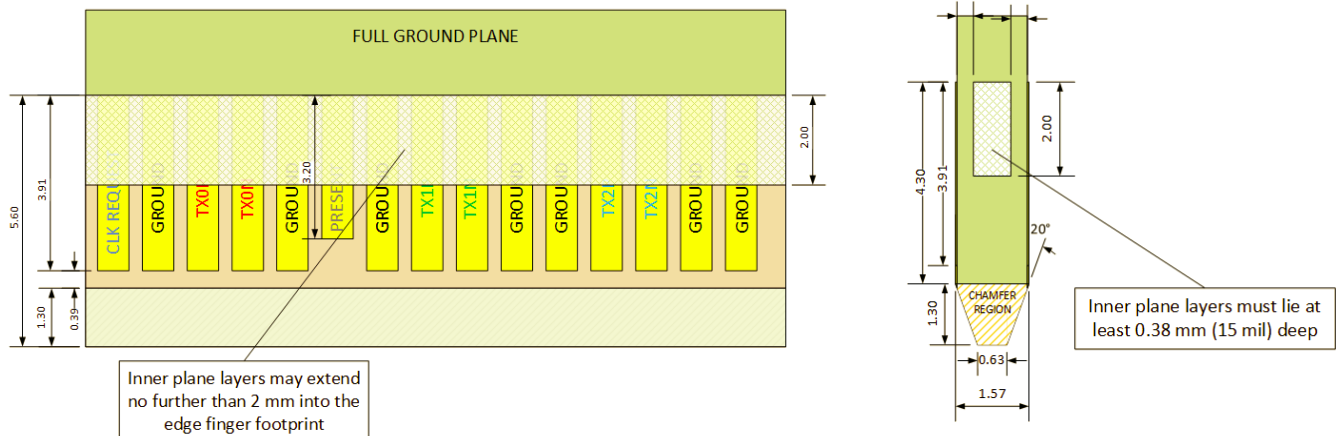 FULL GROUND PLANE
5.60
3.91
3.20
2.00
1.30
0.39
CLK REQ
GROUND
TX0
TX0
GROUND
PRESE
GROUND
TX1
TX1N
GROUND
GROUND
TX2
TX2N
GROUND
GROUND
Inner plane layers may extend
no further than 2 mm into the
edge finger footprint
4.30
3.91
2.00
20°
1.30
CHAMFER
REGION
0.63
1.57
Inner plane layers must lie at
least 0.38 mm (15 mil) deep